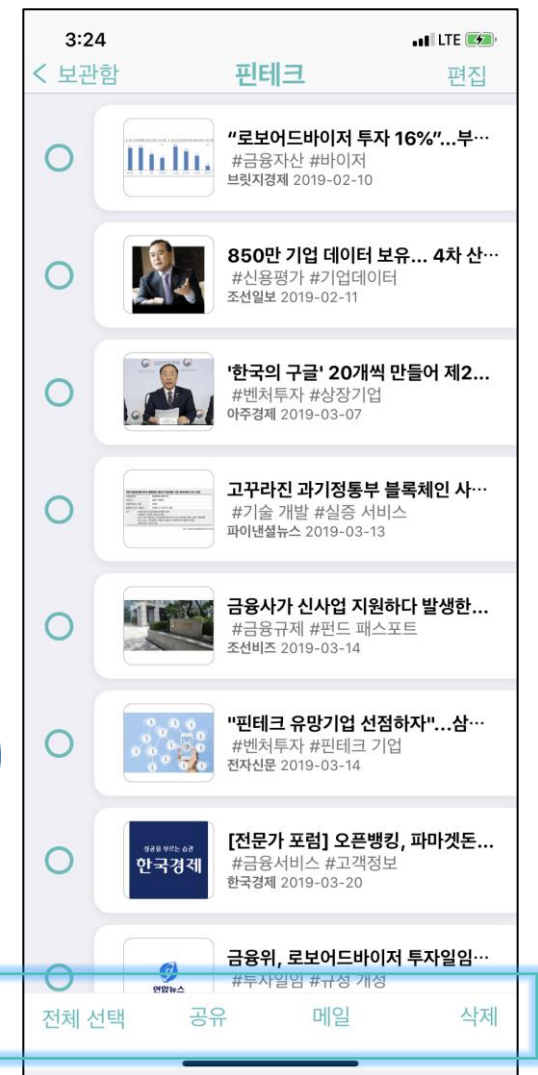 3:24
LTE
보관함
핀테크
편집
“로보어드바이저 투자 16%”...부…
#금융자산 #바이저
브릿지경제 2019-02-10
850만 기업 데이터 보유... 4차 산…
#신용평가 #기업데이터
조선일보 2019-02-11
'한국의 구글' 20개씩 만들어 제2...
#벤처투자 #상장기업
아주경제 2019-03-07
고꾸라진 과기정통부 블록체인 사…
#기술 개발 #실증 서비스
파이낸셜뉴스 2019-03-13
금융사가 신사업 지원하다 발생한...
#금융규제 #펀드 패스포트
조선비즈 2019-03-14
"핀테크 유망기업 선점하자"...삼…
#벤처투자 #핀테크 기업
전자신문 2019-03-14
성공을 부르는 습관
한국경제
[전문가 포럼] 오픈뱅킹, 파마겟돈...
#금융서비스 #고객정보
한국경제 2019-03-20
연합뉴스
금융위, 로보어드바이저 투자일임…
#투자일임 #규정 개정
전체 선택
공유
메일
삭제